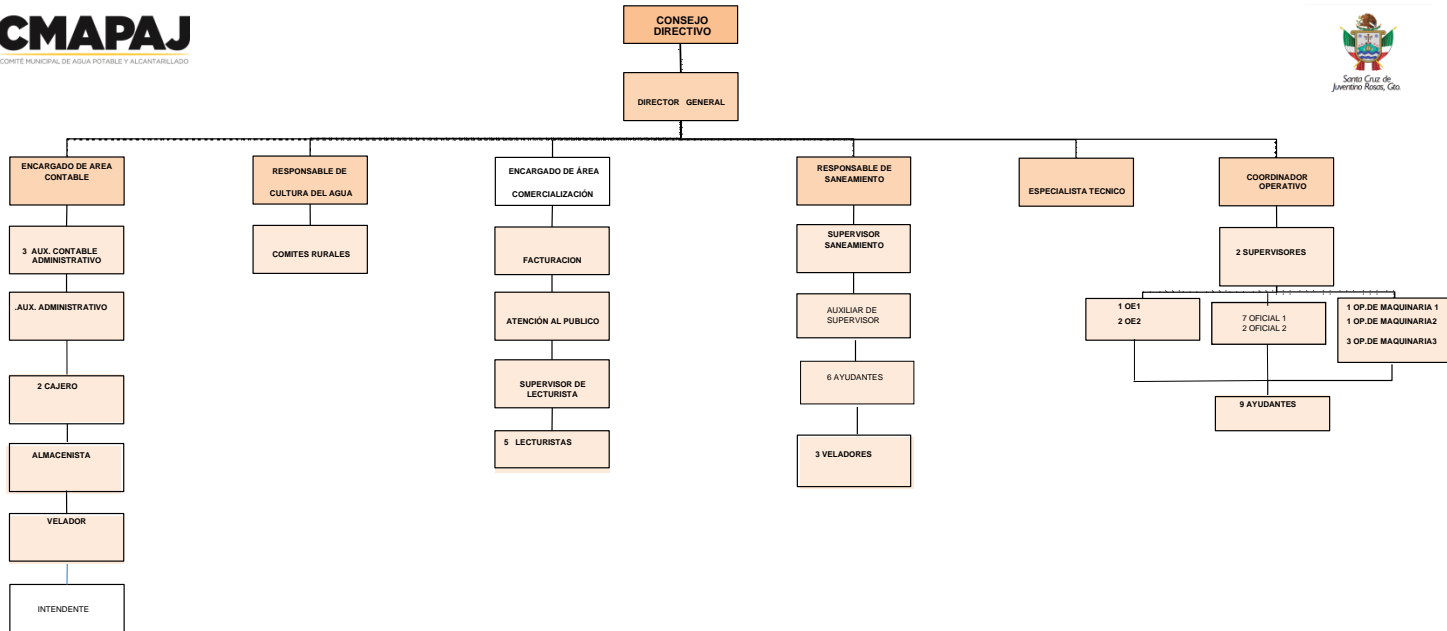 CMAPAJ
COMITÉ MUNICIPAL DE AGUA POTABLE Y ALCANTARILLADO
CONSEJO
DIRECTIVO
Santa Cruz de
Juventino Rosas, Gto.
DIRECTOR GENERAL
ENCARGADO DE AREA
CONTABLE
3 AUX. CONTABLE
ADMINISTRATIVO
.AUX. ADMINISTRATIVO
2 CAJERO
ALMACENISTA
VELADOR
INTENDENTE
RESPONSABLE DE
CULTURA DEL AGUA
COMITES RURALES
ENCARGADO DE ÁREA
COMERCIALIZACIÓN
FACTURACION
ATENCIÓN AL PUBLICO
SUPERVISOR DE
LECTURISTA
5 LECTURISTAS
RESPONSABLE DE
SANEAMIENTO
SUPERVISOR
SANEAMIENTO
AUXILIAR DE
SUPERVISOR
6 AYUDANTES
3 VELADORES
ESPECIALISTA TECNICO
COORDINADOR
OPERATIVO
2 SUPERVISORES
1 OE1
2 OE2
7 OFICIAL 1
2 OFICIAL 2
1 OP.DE MAQUINARIA 1
1 OP.DE MAQUINARIA2
3 OP.DE MAQUINARIA3
9 AYUDANTES